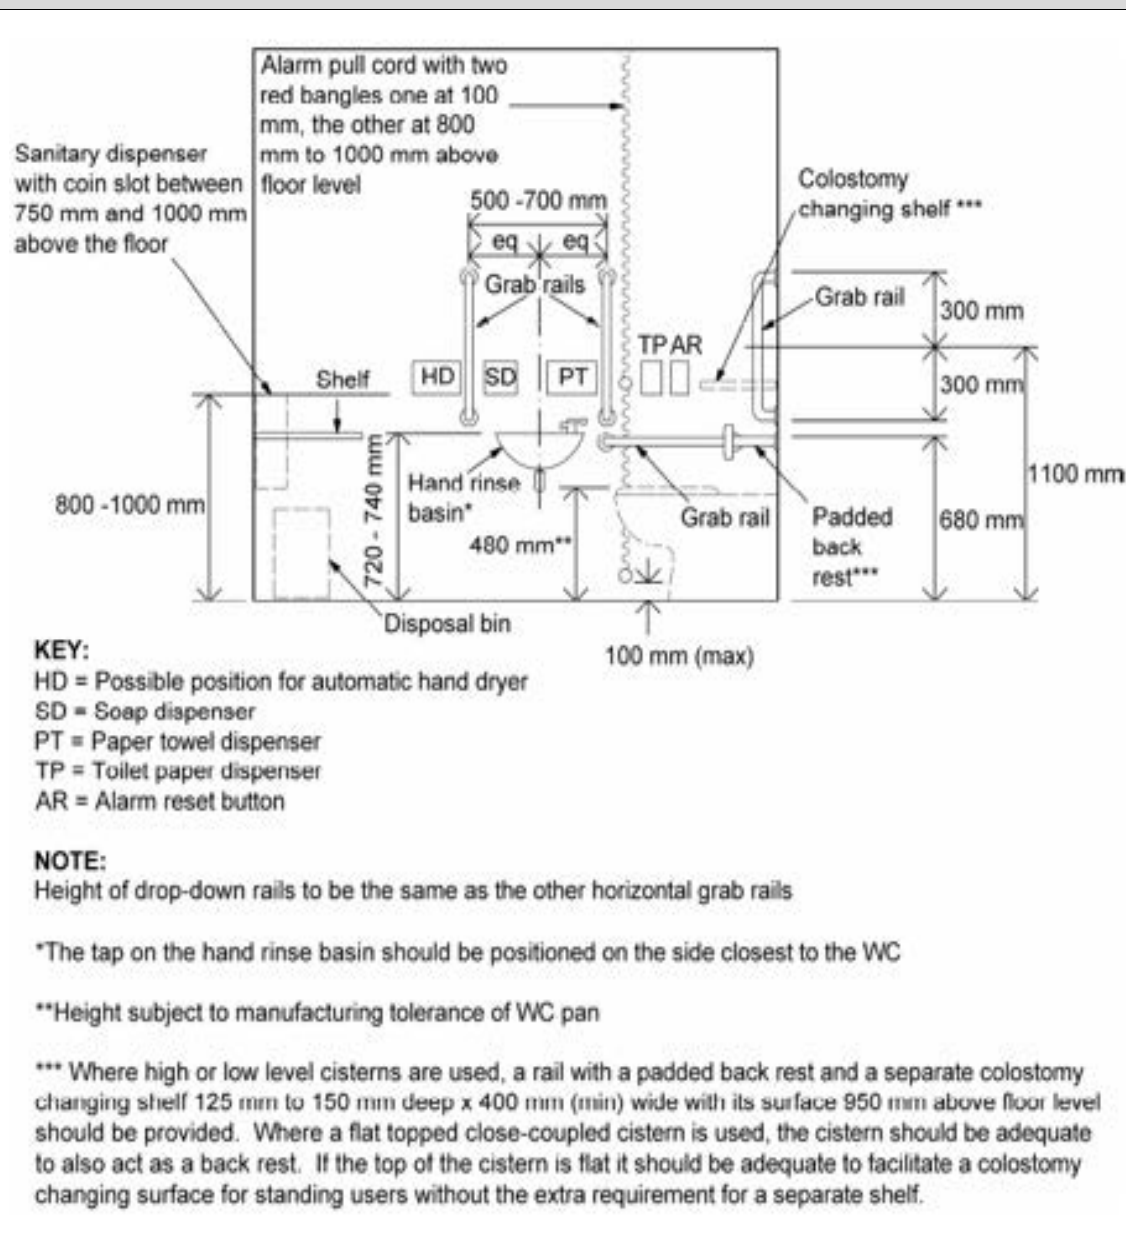 Alarm pull cord with two
red bangles one at 100
mm, the other at 800
mm to 1000 mm above
floor level
Sanitary dispenser
with coin slot between
750 mm and 1000 mm
above the floor
500 -700 mm
eq
eq
Grab rails
Colostomy
changing shelf ***
Grab rail
300 mm
300 mm
TP AR
Shelf
HD
SD
PT
800 -1000 mm
720 - 740 mm
Hand rinse
basin*
480 mm**
Grab rail
Padded
back
rest***
1100 mm
680 mm
Disposal bin
100 mm (max)
KEY:
HD = Possible position for automatic hand dryer
SD = Soap dispenser
PT = Paper towel dispenser
TP = Toilet paper dispenser
AR = Alarm reset button
NOTE:
Height of drop-down rails to be the same as the other horizontal grab rails
*The tap on the hand rinse basin should be positioned on the side closest to the WC
**Height subject to manufacturing tolerance of WC pan
*** Where high or low level cisterns are used, a rail with a padded back rest and a separate colostomy
changing shelf 125 mm to 150 mm deep x 400 mm (min) wide with its surface 950 mm above floor level
should be provided. Where a flat topped close-coupled cistern is used, the cistern should be adequate
to also act as a back rest. If the top of the cistern is flat it should be adequate to facilitate a colostomy
changing surface for standing users without the extra requirement for a separate shelf.